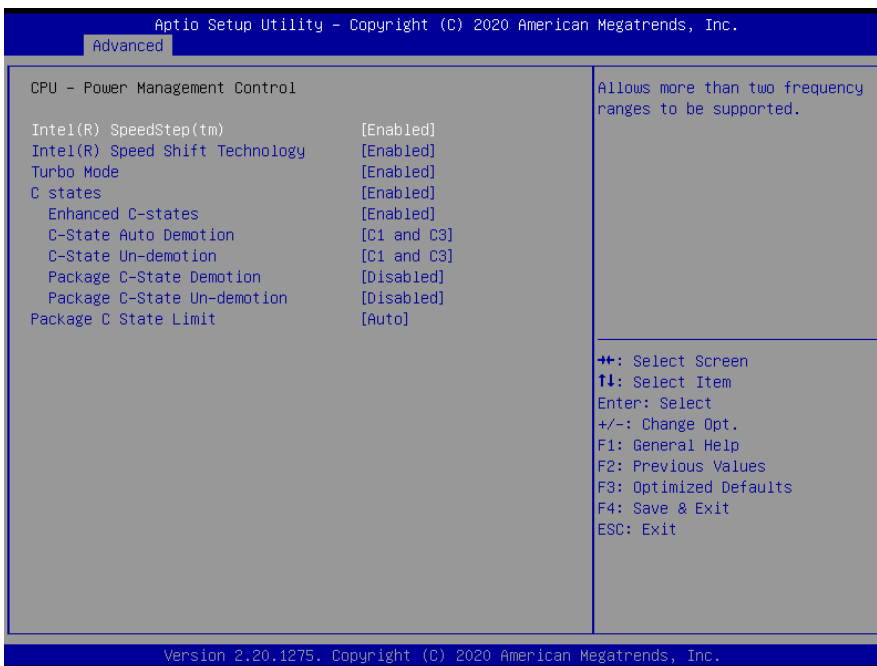 Aptio Setup Utility – Copyright (C) 2020 American Megatrends, Inc.
Advanced
CPU – Power Management Control
Intel(R) SpeedStep(tm) [Enabled]
Intel(R) Speed Shift Technology [Enabled]
Turbo Mode [Enabled]
C states [Enabled]
Enhanced C-states [Enabled]
C-State Auto Demotion [C1 and C3]
C-State Un-demotion [C1 and C3]
Package C-State Demotion [Disabled]
Package C-State Un-demotion [Disabled]
Package C State Limit [Auto]
Allows more than two frequency
ranges to be supported.
→←: Select Screen
↑↓: Select Item
Enter: Select
+/-: Change Opt.
F1: General Help
F2: Previous Values
F3: Optimized Defaults
F4: Save & Exit
ESC: Exit
Version 2.20.1275. Copyright (C) 2020 American Megatrends, Inc.